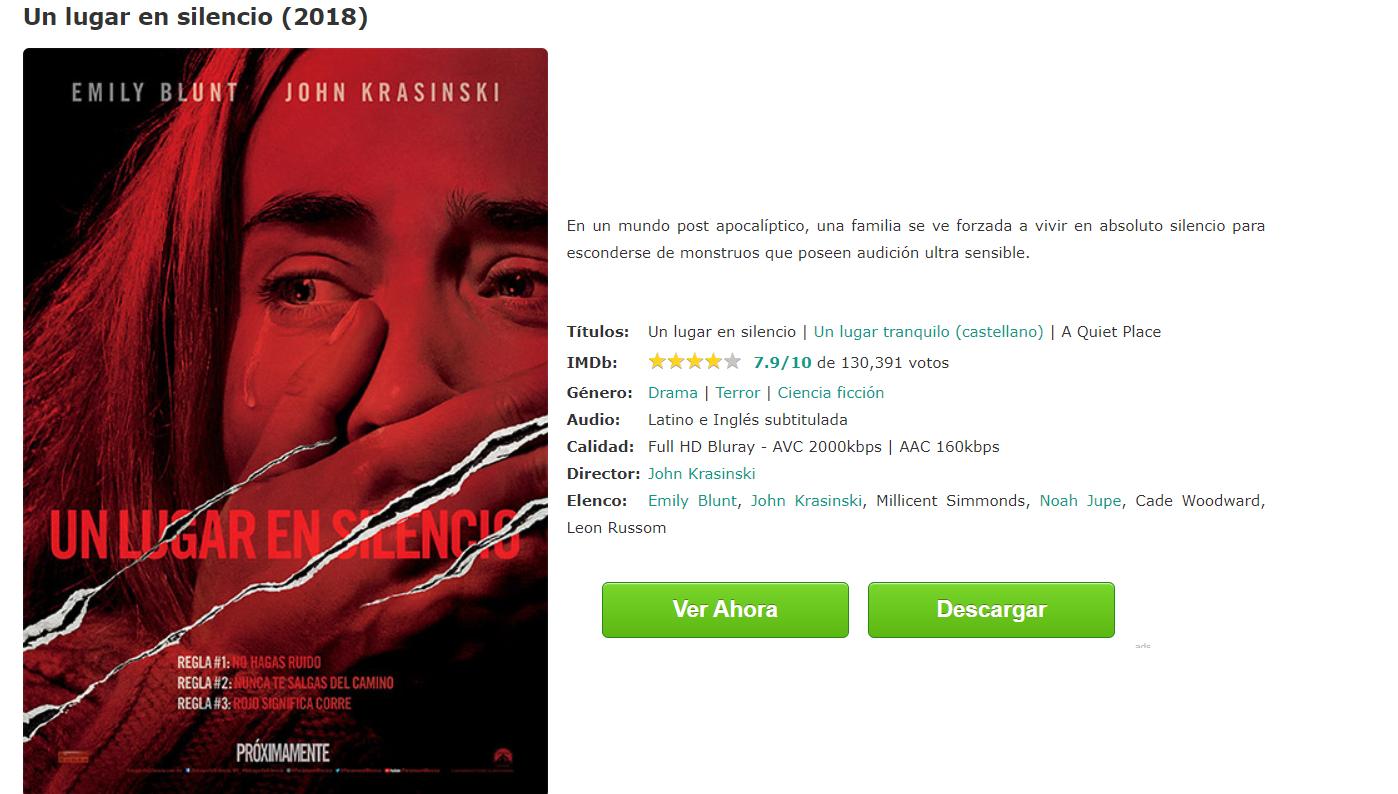 Un lugar en silencio (2018)
EMILY BLUNT JOHN KRASINSKI
UN LUGAR EN SILENCIO
REGLA #1: NO HAGAS RUIDO
REGLA #2: NUNCA TE SALGAS DEL CAMINO
REGLA #3: ROJO SIGNIFICA CORRE
PRÓXIMAMENTE
En un mundo post apocalíptico, una familia se ve forzada a vivir en absoluto silencio para
esconderse de monstruos que poseen audición ultra sensible.
Títulos: Un lugar en silencio | Un lugar tranquilo (castellano) | A Quiet Place
IMDb: 7.9/10 de 130,391 votos
Género: Drama | Terror | Ciencia ficción
Audio: Latino e Inglés subtitulada
Calidad: Full HD Bluray - AVC 2000kbps | AAC 160kbps
Director: John Krasinski
Elenco: Emily Blunt, John Krasinski, Millicent Simmonds, Noah Jupe, Cade Woodward,
Leon Russom
Ver Ahora Descargar